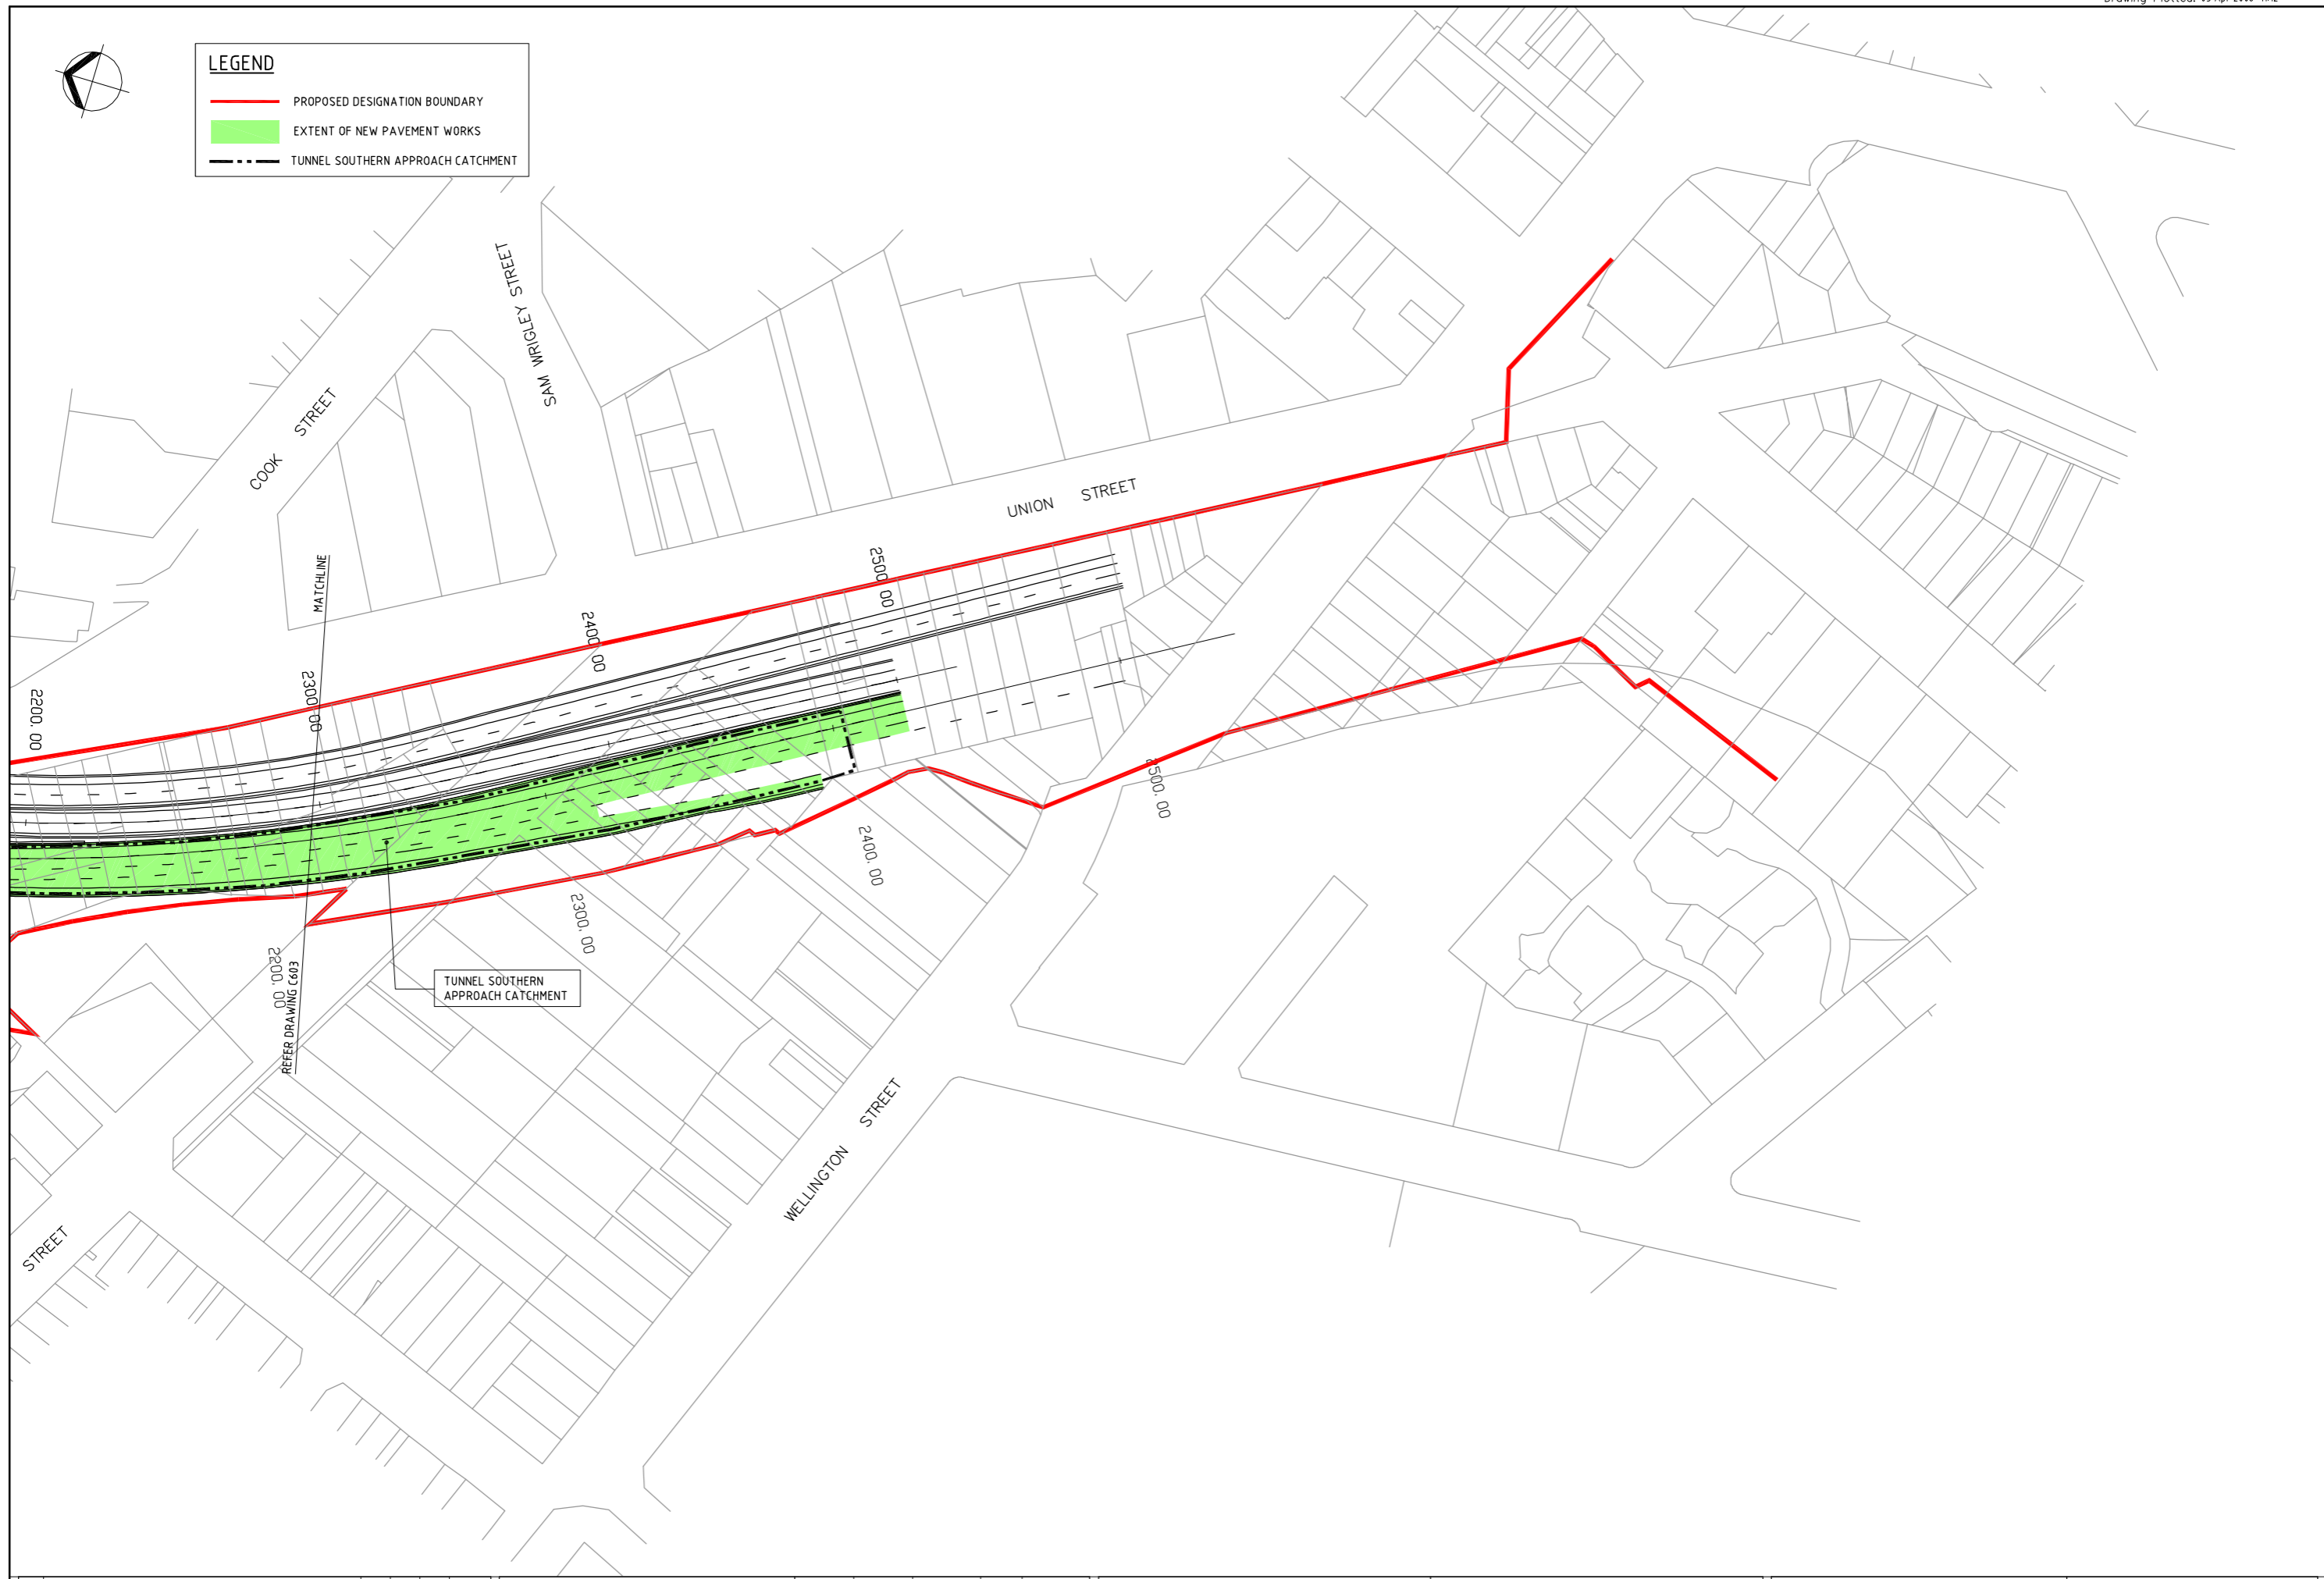 LEGEND
PROPOSED DESIGNATION BOUNDARY
EXTENT OF NEW PAVEMENT WORKS
TUNNEL SOUTHERN APPROACH CATCHMENT
SAM WRIGLEY STREET
COOK STREET
UNION STREET
MATCHLINE
2500.00
2400.00
2300.00
2200.00
2500.00
2400.00
2300.00
2200.00
REFER DRAWING C603
TUNNEL SOUTHERN
APPROACH CATCHMENT
WELLINGTON STREET
STREET